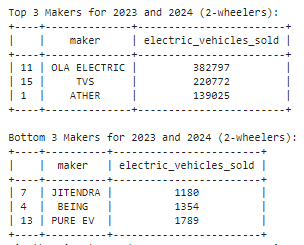 Top 3 Makers for 2023 and 2024 (2-wheelers):
+----+--------------+------------------------+
|    |    maker     | electric_vehicles_sold |
+----+--------------+------------------------+
| 11 | OLA ELECTRIC |         382797         |
| 15 |     TVS      |         220772         |
| 1  |    ATHER     |         139025         |
+----+--------------+------------------------+
Bottom 3 Makers for 2023 and 2024 (2-wheelers):
+----+----------+------------------------+
|    |  maker   | electric_vehicles_sold |
+----+----------+------------------------+
| 7  | JITENDRA |          1180          |
| 4  |  BEING   |          1354          |
| 13 | PURE EV  |          1789          |
+----+----------+------------------------+